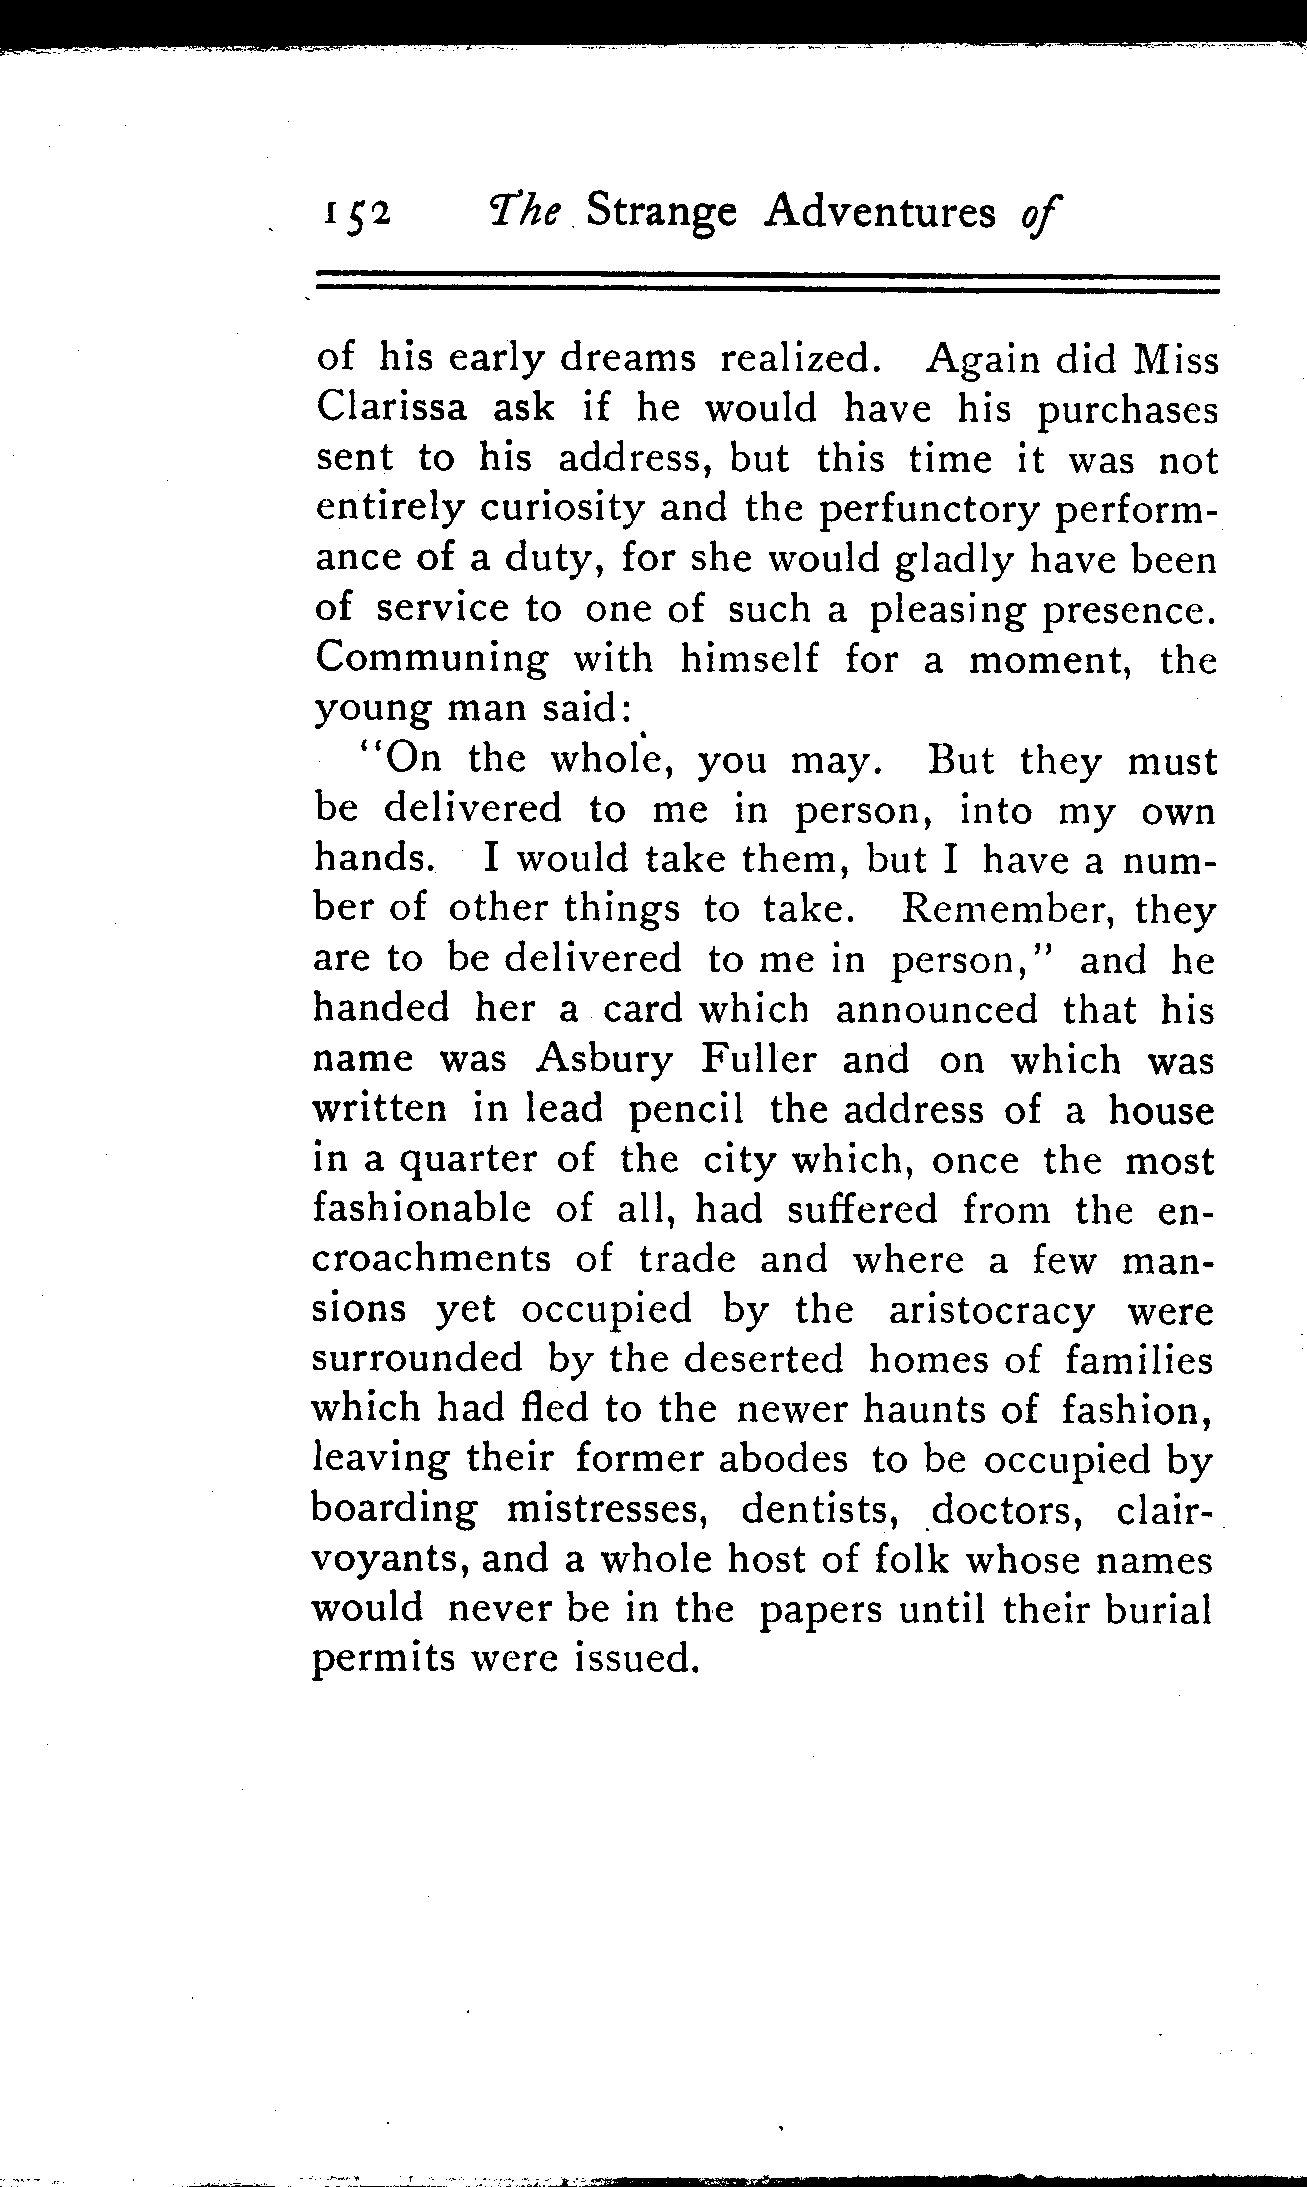 152 The Strange Adventures of
of his early dreams realized. Again did Miss
Clarissa ask if he would have his purchases
sent to his address, but this time it was not
entirely curiosity and the perfunctory perform-
ance of a duty, for she would gladly have been
of service to one of such a pleasing presence.
Communing with himself for a moment, the
young man said:
"On the whole, you may. But they must
be delivered to me in person, into my own
hands. I would take them, but I have a num-
ber of other things to take. Remember, they
are to be delivered to me in person," and he
handed her a card which announced that his
name was Asbury Fuller and on which was
written in lead pencil the address of a house
in a quarter of the city which, once the most
fashionable of all, had suffered from the en-
croachments of trade and where a few man-
sions yet occupied by the aristocracy were
surrounded by the deserted homes of families
which had fled to the newer haunts of fashion,
leaving their former abodes to be occupied by
boarding mistresses, dentists, doctors, clair-
voyants, and a whole host of folk whose names
would never be in the papers until their burial
permits were issued.